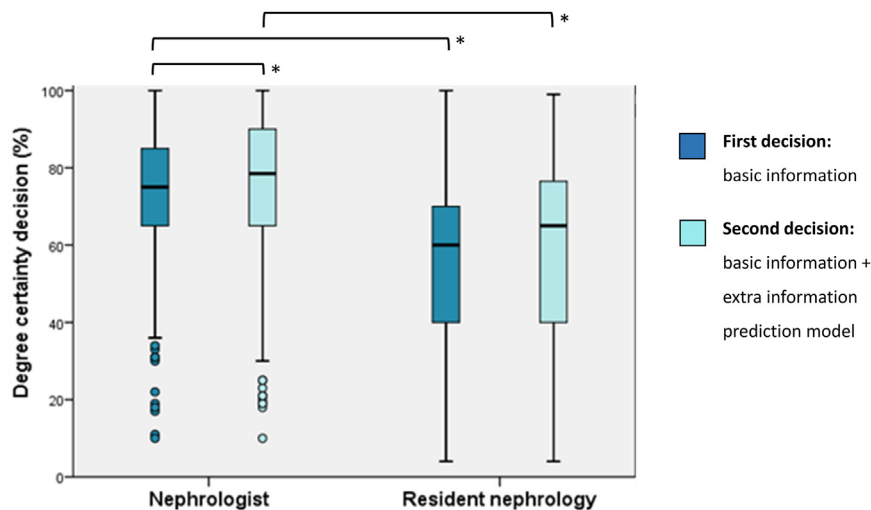 *
*
*
Degree certainty decision (%)
100
80
60
40
20
0
Nephrologist
Resident nephrology
First decision:
basic information
Second decision:
basic information +
extra information
prediction model